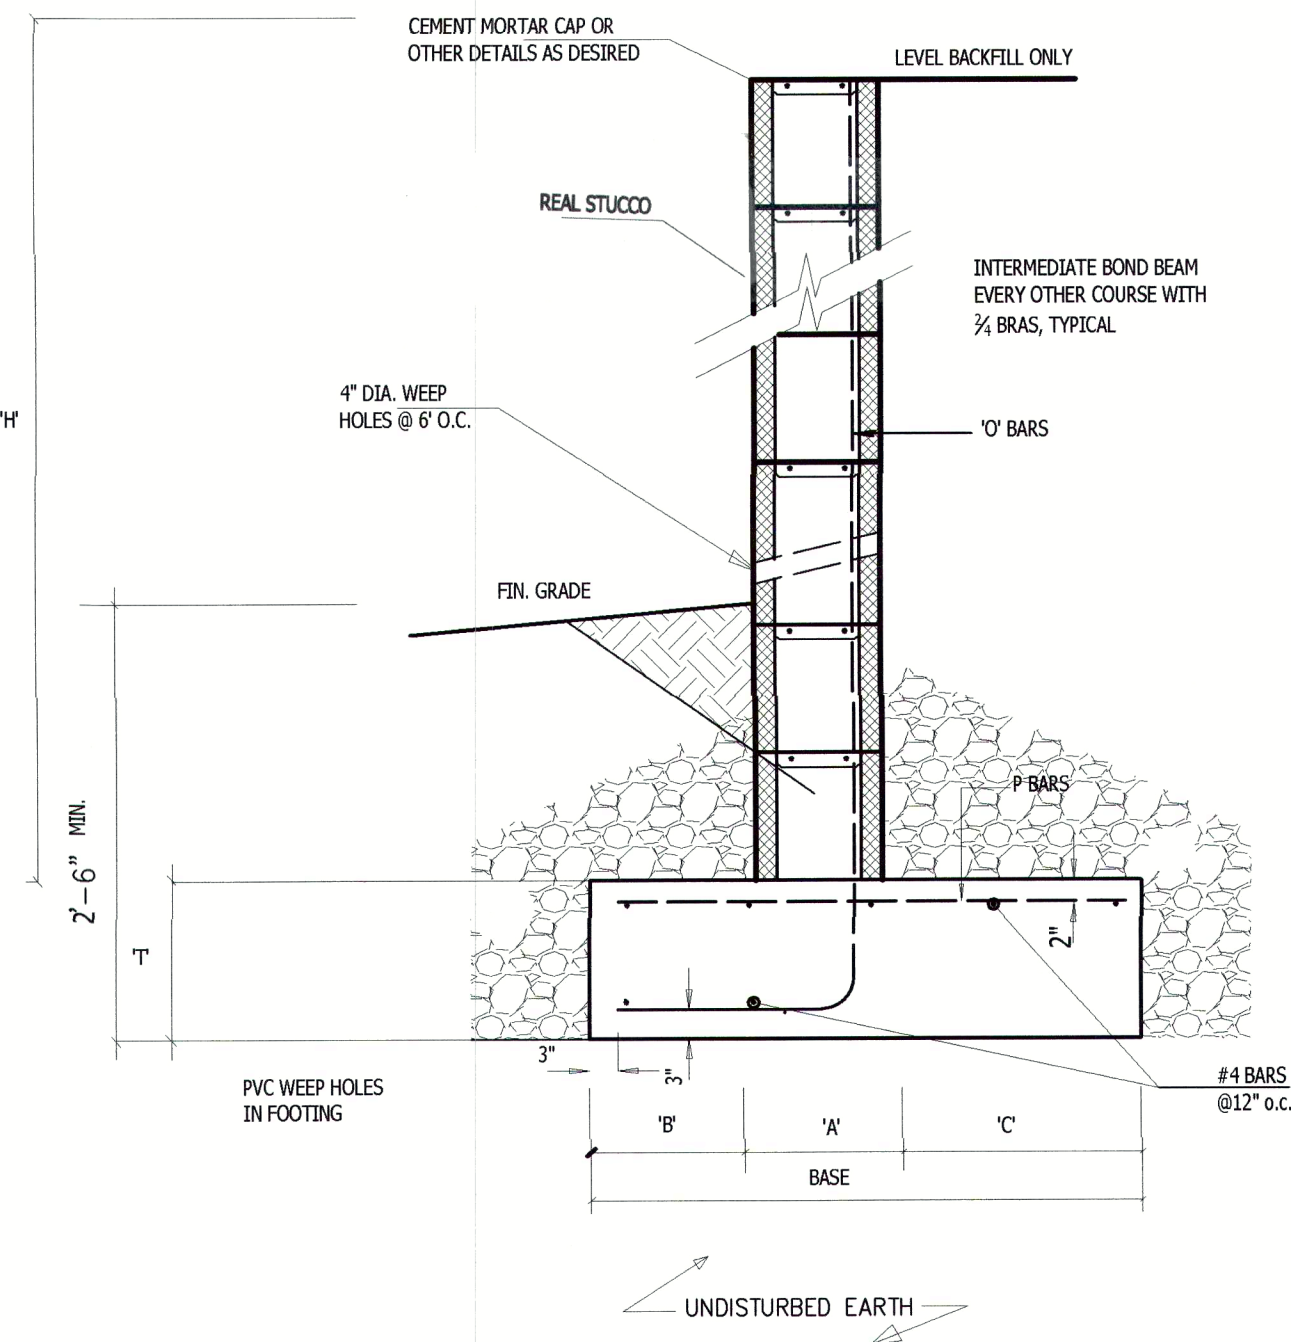 CEMENT MORTAR CAP OR
OTHER DETAILS AS DESIRED
LEVEL BACKFILL ONLY
REAL STUCCO
INTERMEDIATE BOND BEAM
EVERY OTHER COURSE WITH
2/4 BRAS, TYPICAL
4" DIA. WEEP
HOLES @ 6' O.C.
'H'
'O' BARS
FIN. GRADE
P BARS
2'-6" MIN.
'T'
2"
3"
3"
PVC WEEP HOLES
IN FOOTING
#4 BARS
@12" o.c.
'B'
'A'
'C'
BASE
UNDISTURBED EARTH